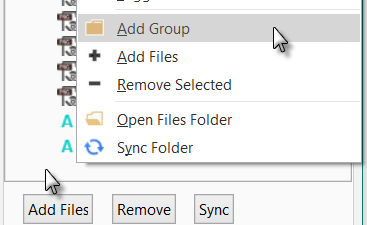 Add Group
Add Files
Remove Selected
Open Files Folder
Sync Folder
A
A
Add Files Remove Sync